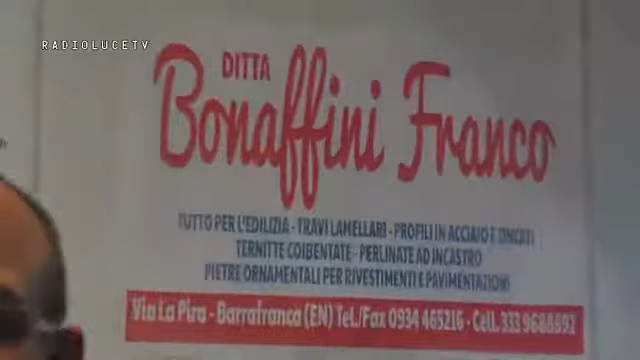 RADIOLUCETV
DITTA
Bonaffini Franco
TUTTO PER L'EDILIZIA - TRAVI LAMELLARI - PROFILI IN ACCIAIO E ZINCATI
TERNITTE COIBENTATE - PERLINATE AD INCASTRO
PIETRE ORNAMENTALI PER RIVESTIMENTI E PAVIMENTAZIONI
Via La Pira - Barrafranca (EN) Tel./Fax 0934 465216 - Cell. 333 9688892